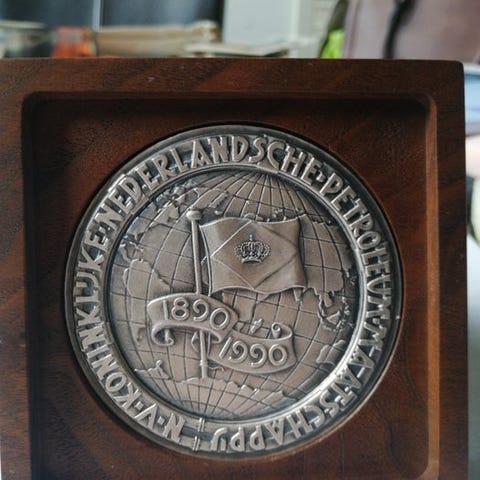 N.V. KONINKLIJKE NEDERLANDSCHE PETROLEUM MAATSCHAPPIJ
1890
1990